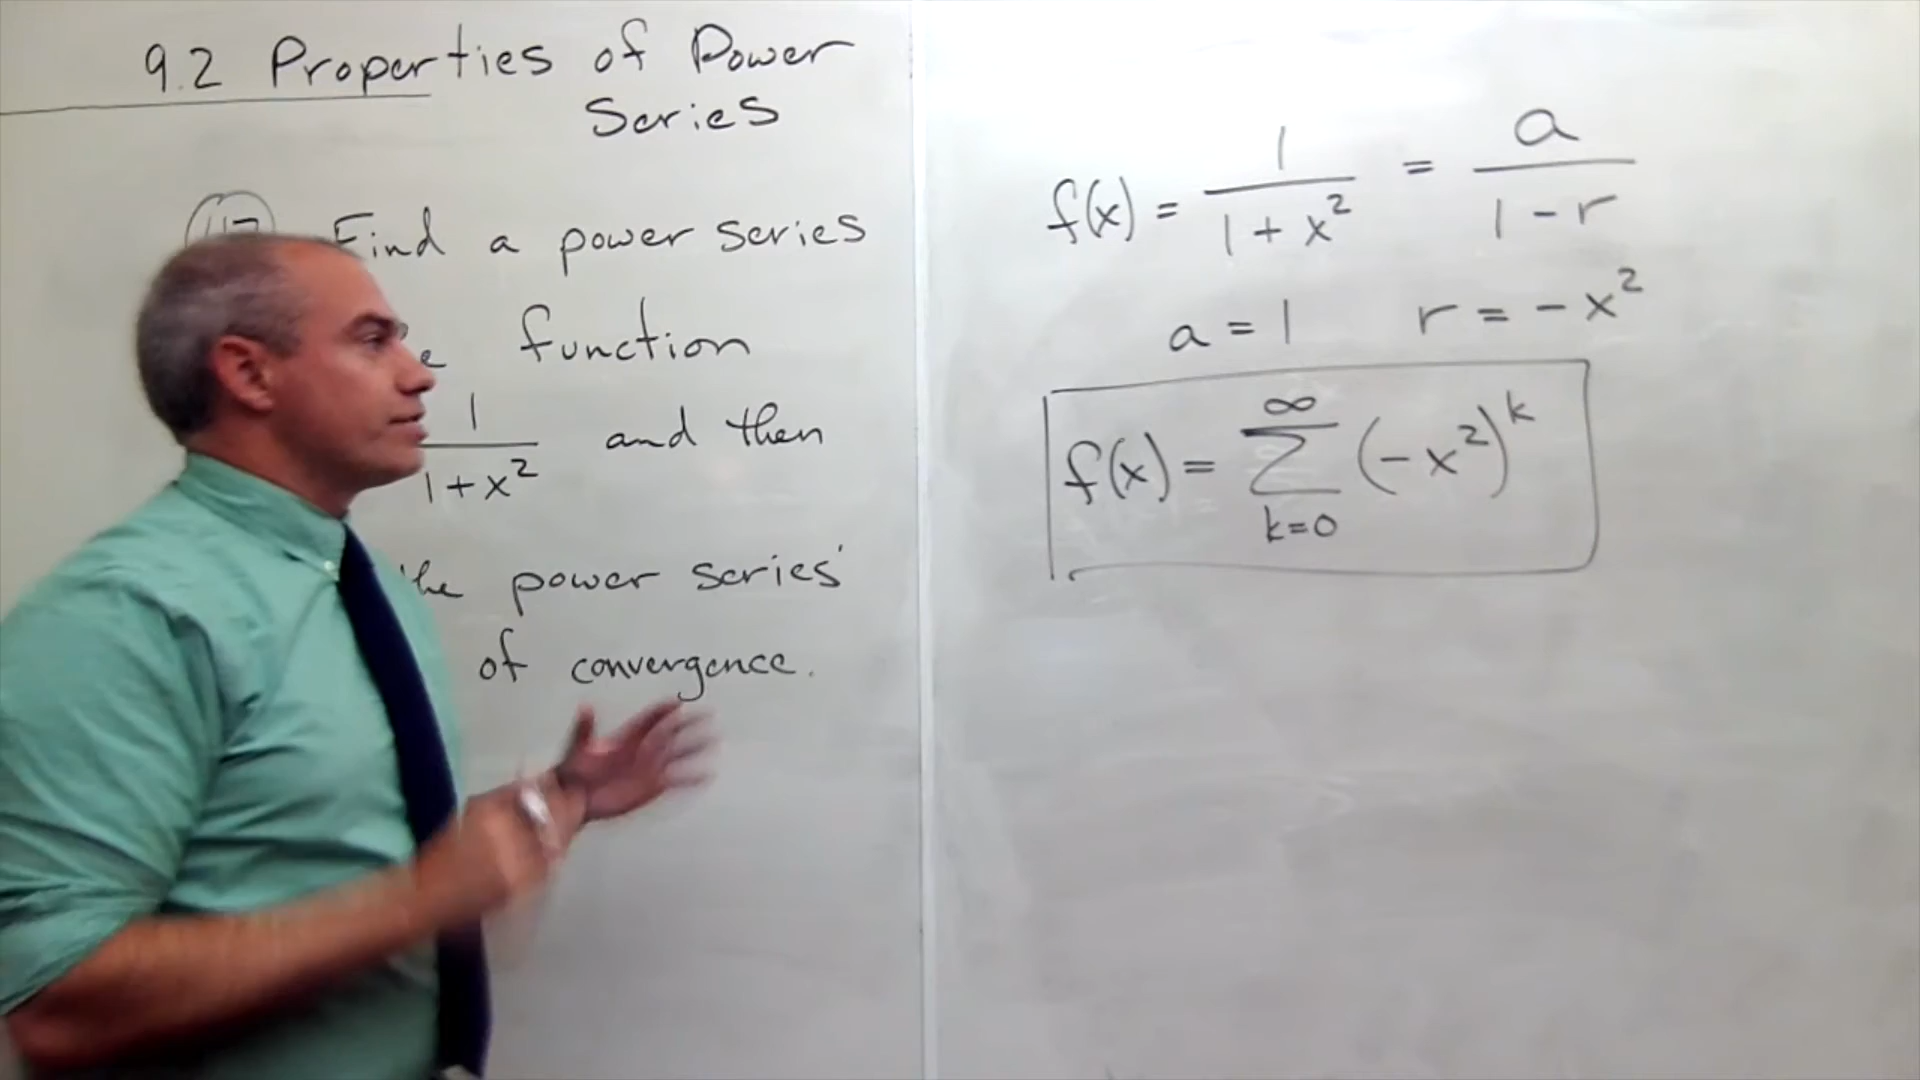 9.2 Properties of Power
Series
Find a power series
function
1/(1+x²) and then
the power series'
of convergence.
f(x) = 1/(1+x²) = a/(1-r)
a = 1 r = -x²
f(x) = ∑_{k=0}^{∞} (-x²)^k